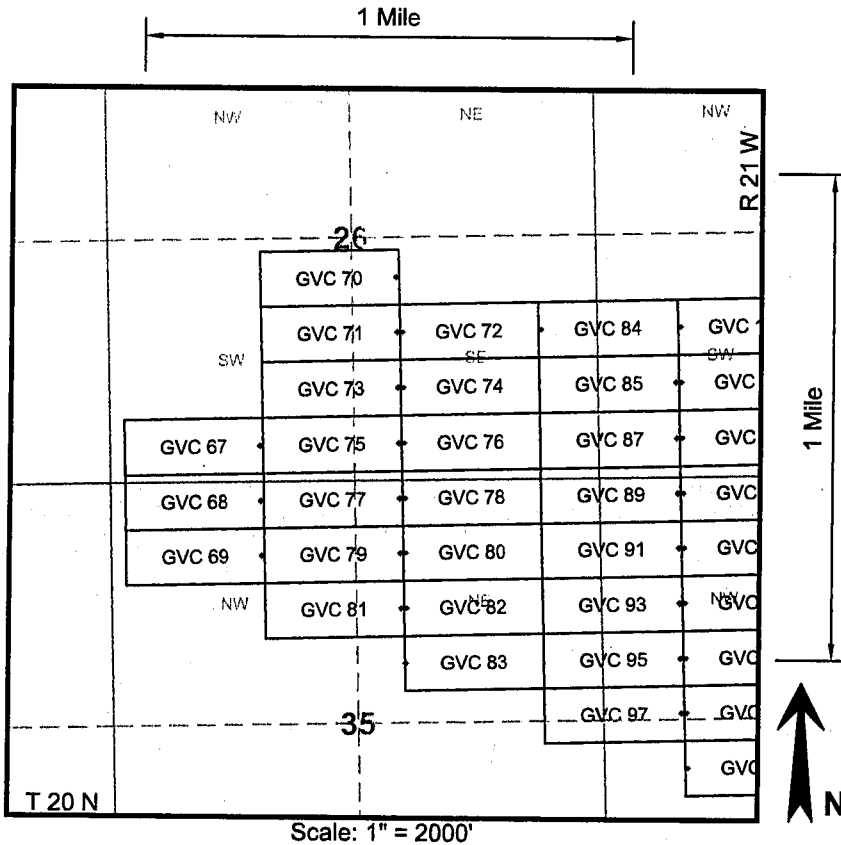 1 Mile
NW NE NW
R 21 W
26
GVC 70
GVC 71 GVC 72 GVC 84 GVC 1
SW SE SW
GVC 73 GVC 74 GVC 85 GVC
GVC 67 GVC 75 GVC 76 GVC 87 GVC
1 Mile
GVC 68 GVC 77 GVC 78 GVC 89 GVC
GVC 69 GVC 79 GVC 80 GVC 91 GVC
NW GVC 81 NE GVC 82 GVC 93 NW GVC
GVC 83 GVC 95 GVC
35 GVC 97 GVC
GVC
T 20 N
N
Scale: 1" = 2000'